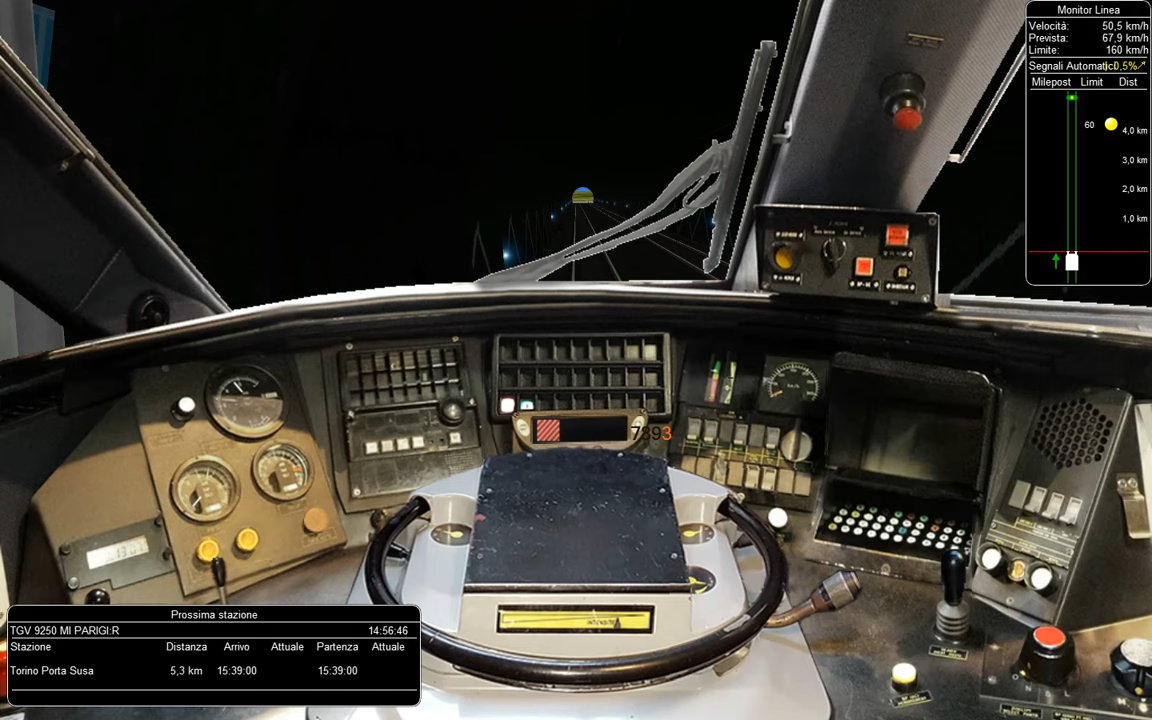 Monitor Linea
Velocità: 50,5 km/h
Prevista: 67,9 km/h
Limite: 160 km/h
Segnali Automatici 0,5%
Milepost Limit Dist
60 4,0 km
3,0 km
2,0 km
1,0 km
7893
INTENSITE
Prossima stazione
TGV 9250 MI PARIGI:R 14:56:46
Stazione Distanza Arrivo Attuale Partenza Attuale
Torino Porta Susa 5,3 km 15:39:00 15:39:00
O N S L